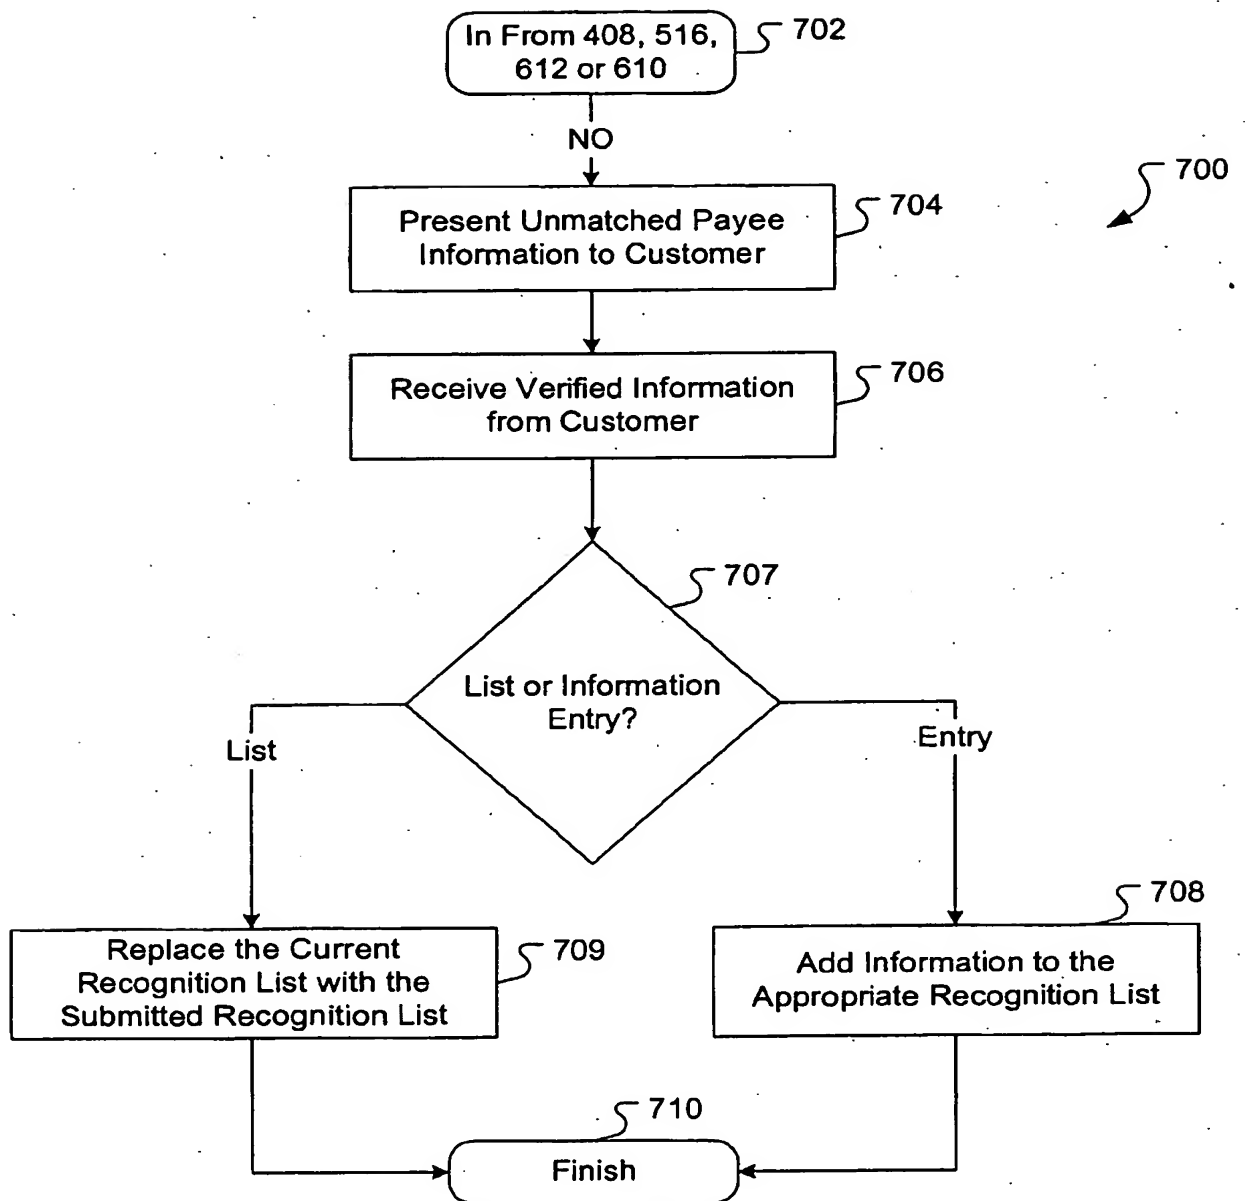 In From 408, 516,
612 or 610
702
NO
700
Present Unmatched Payee
Information to Customer
704
Receive Verified Information
from Customer
706
707
List or Information
Entry?
List
Entry
Replace the Current
Recognition List with the
Submitted Recognition List
709
708
Add Information to the
Appropriate Recognition List
710
Finish